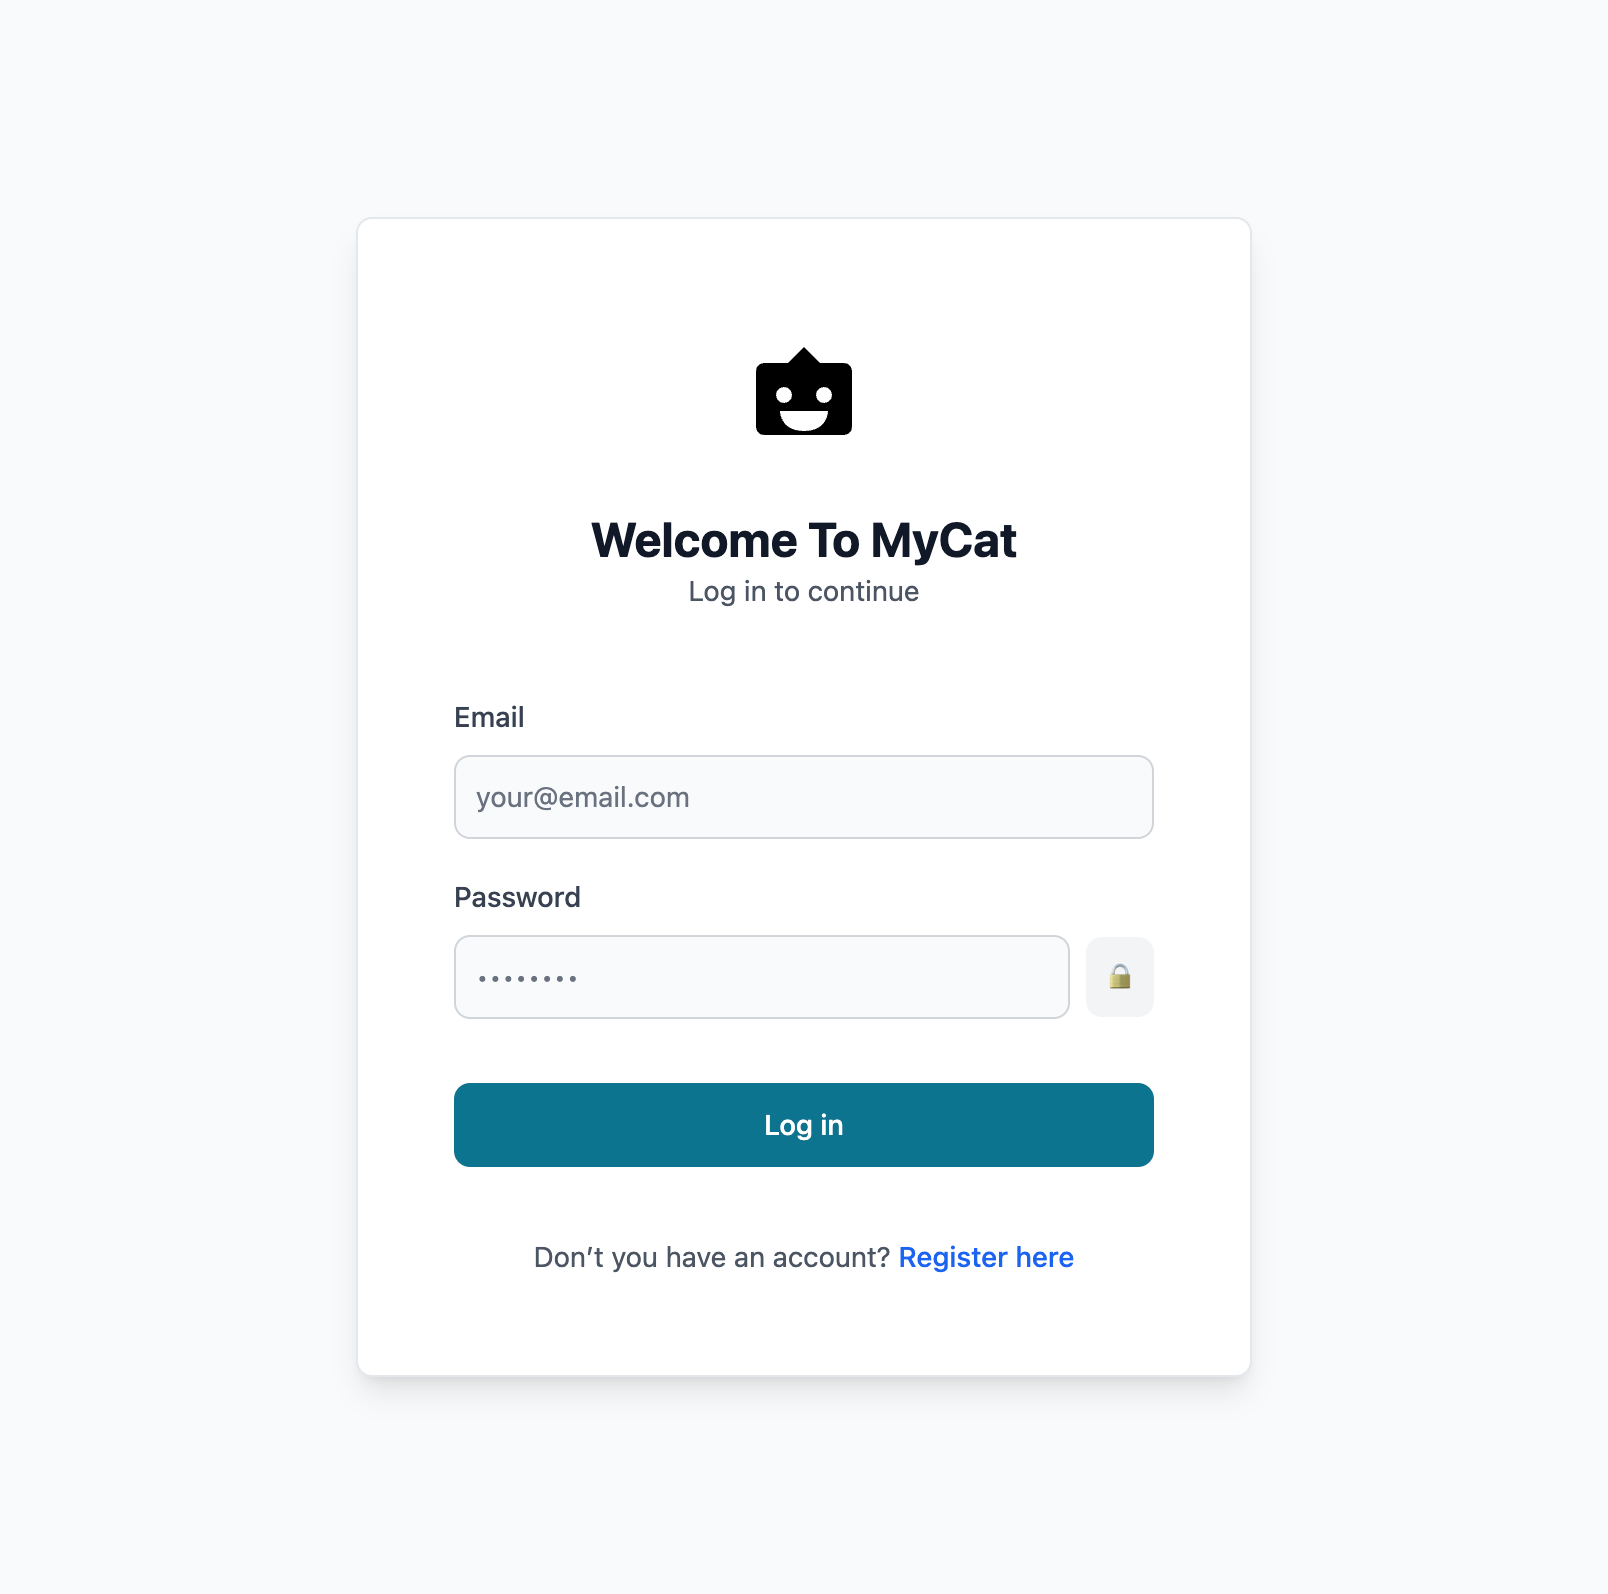 Welcome To MyCat
Log in to continue
Email
your@email.com
Password
••••••••
Log in
Don’t you have an account? Register here